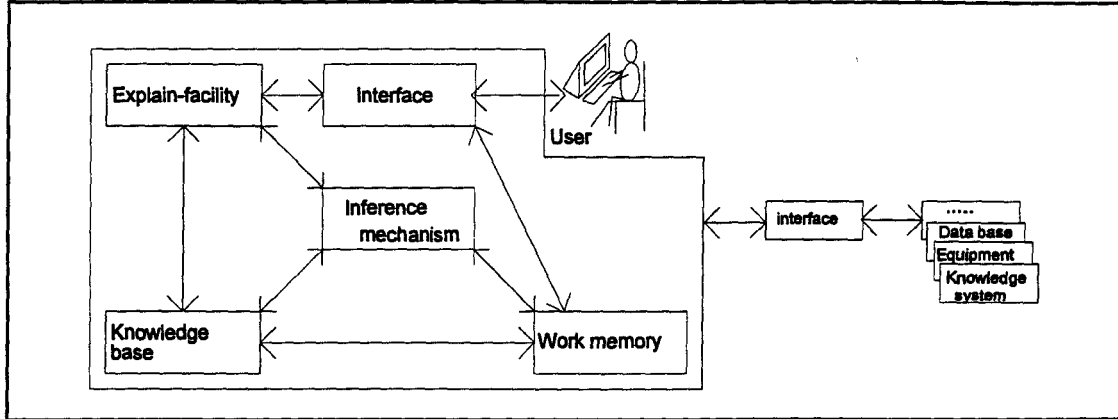 Explain-facility
Interface
User
Inference
mechanism
Knowledge
base
Work memory
interface
.....
Data base
Equipment
Knowledge
system